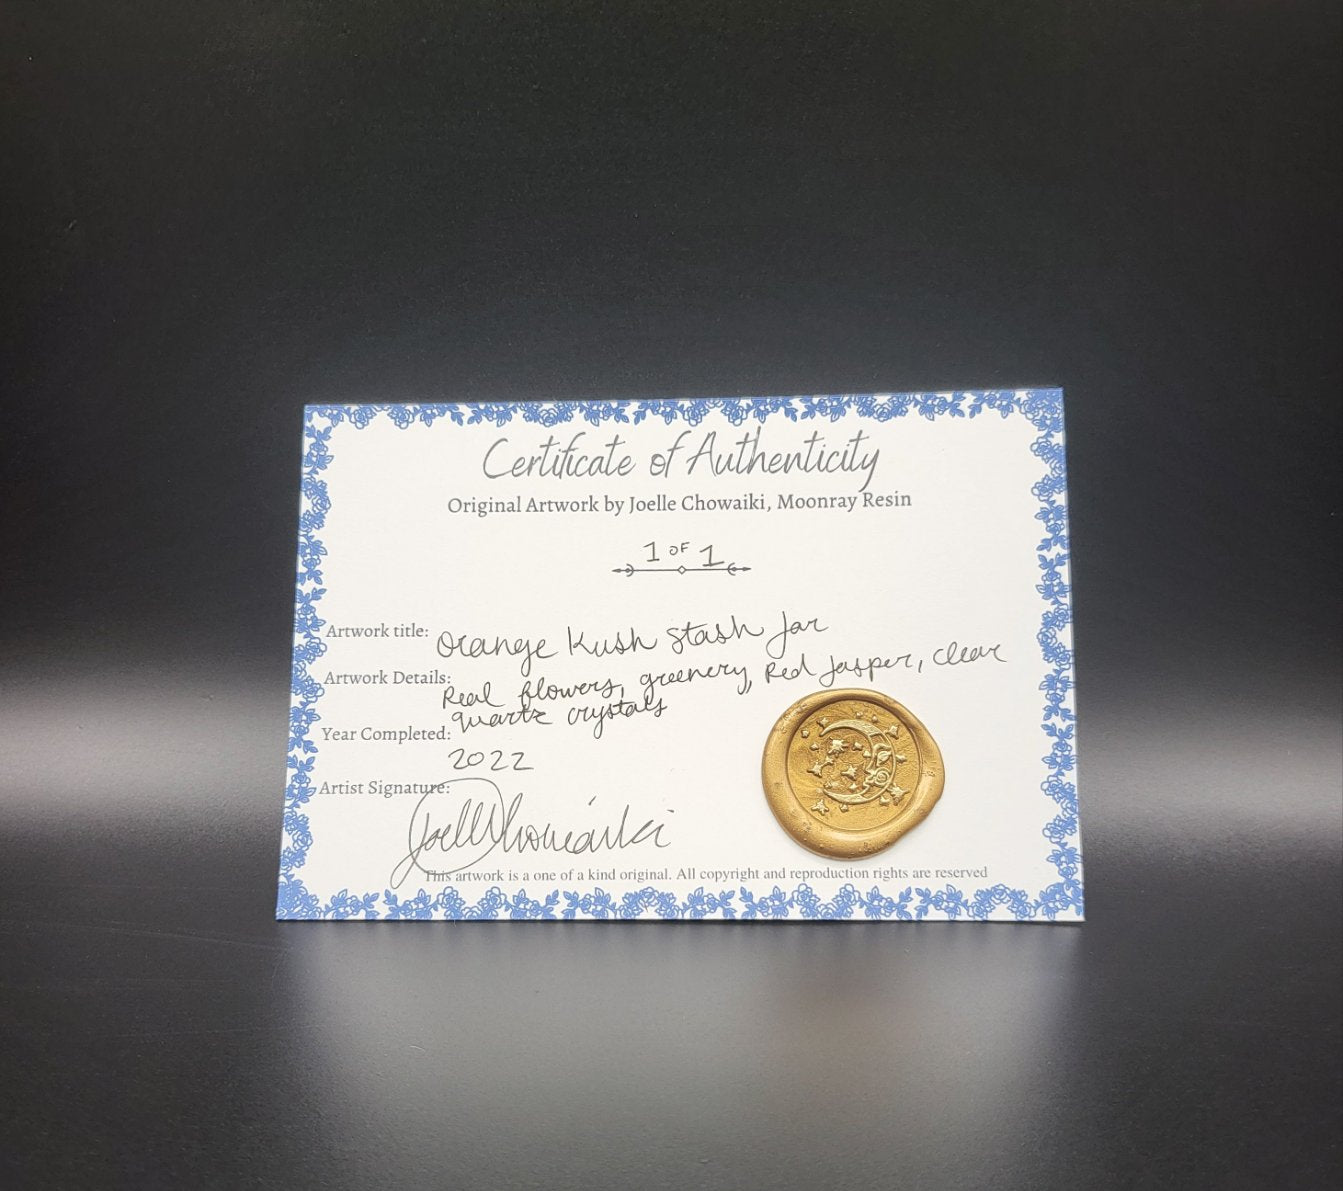 Certificate of Authenticity
Original Artwork by Joelle Chowaiki, Moonray Resin
1 OF 1
Artwork title: Orange Kush Stash Jar
Artwork Details: Real flowers, greenery, Red Jasper, clear
quartz crystals
Year Completed: 2022
Artist Signature: Joelle Chowaiki
This artwork is a one of a kind original. All copyright and reproduction rights are reserved